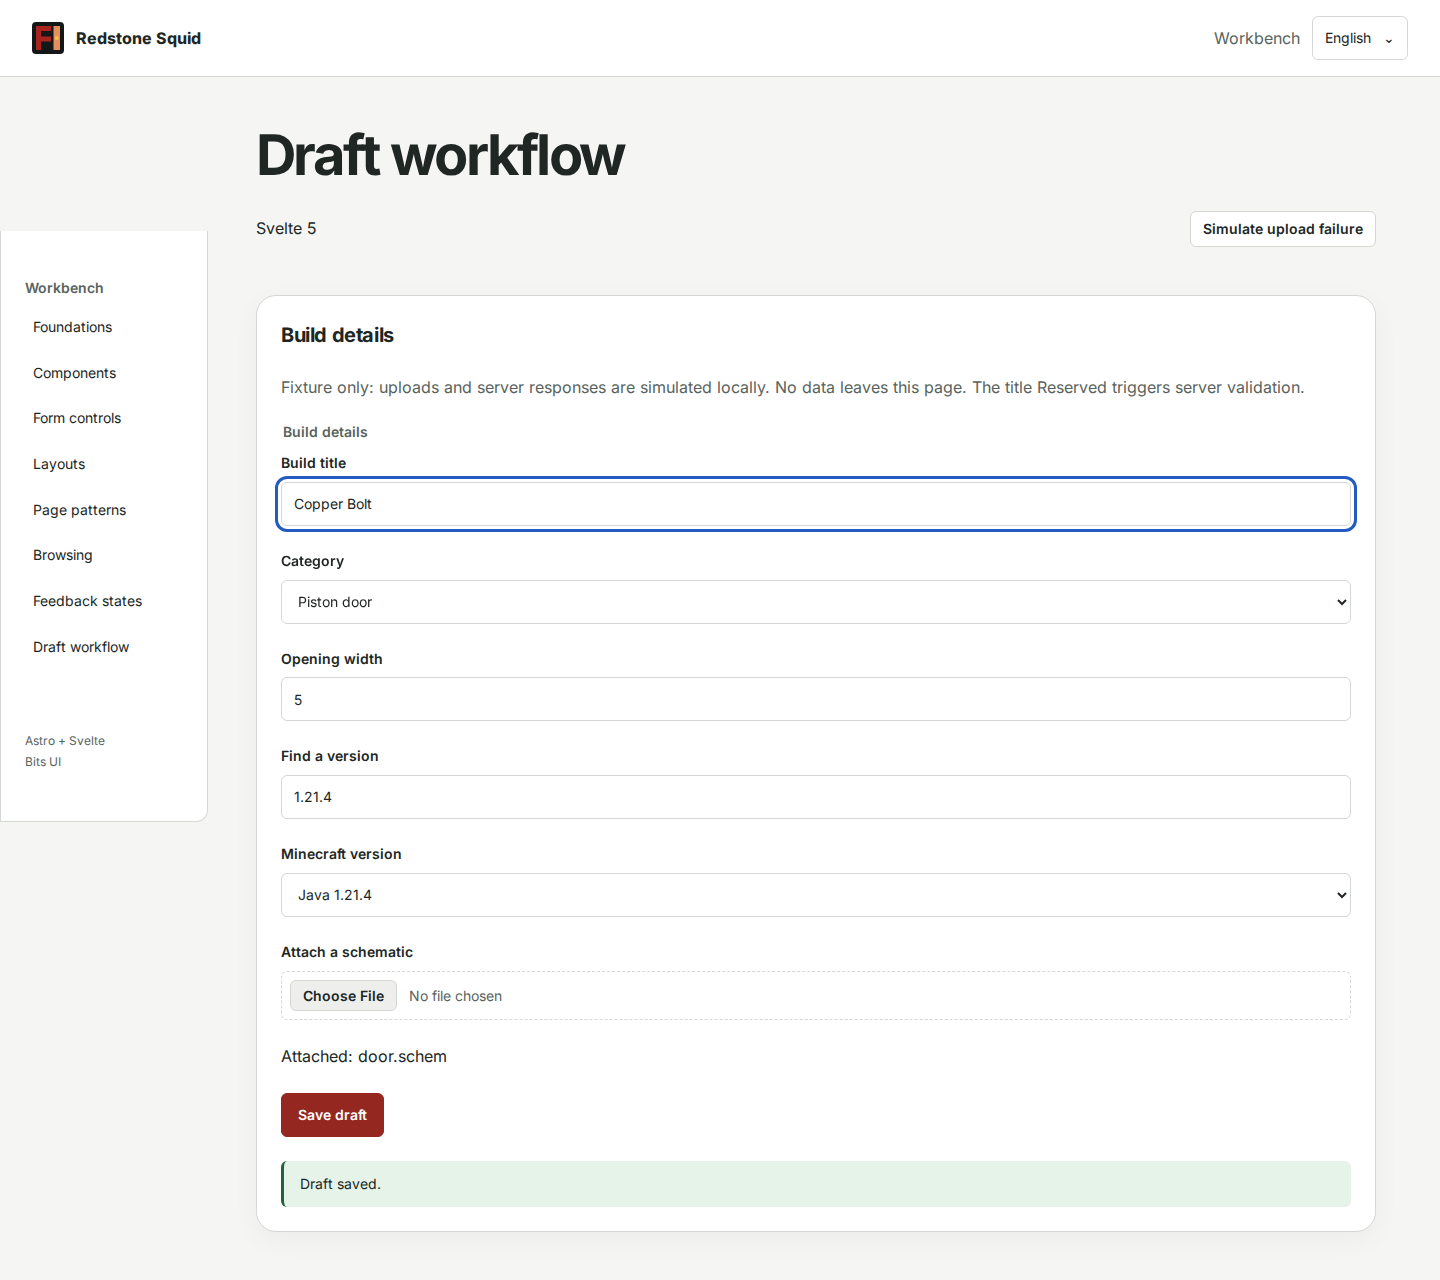 Redstone Squid
Workbench
English
Draft workflow
Svelte 5
Simulate upload failure
Workbench
Foundations
Components
Form controls
Layouts
Page patterns
Browsing
Feedback states
Draft workflow
Astro + Svelte
Bits UI
Build details
Fixture only: uploads and server responses are simulated locally. No data leaves this page. The title Reserved triggers server validation.
Build details
Build title
Copper Bolt
Category
Piston door
Opening width
5
Find a version
1.21.4
Minecraft version
Java 1.21.4
Attach a schematic
Choose File No file chosen
Attached: door.schem
Save draft
Draft saved.